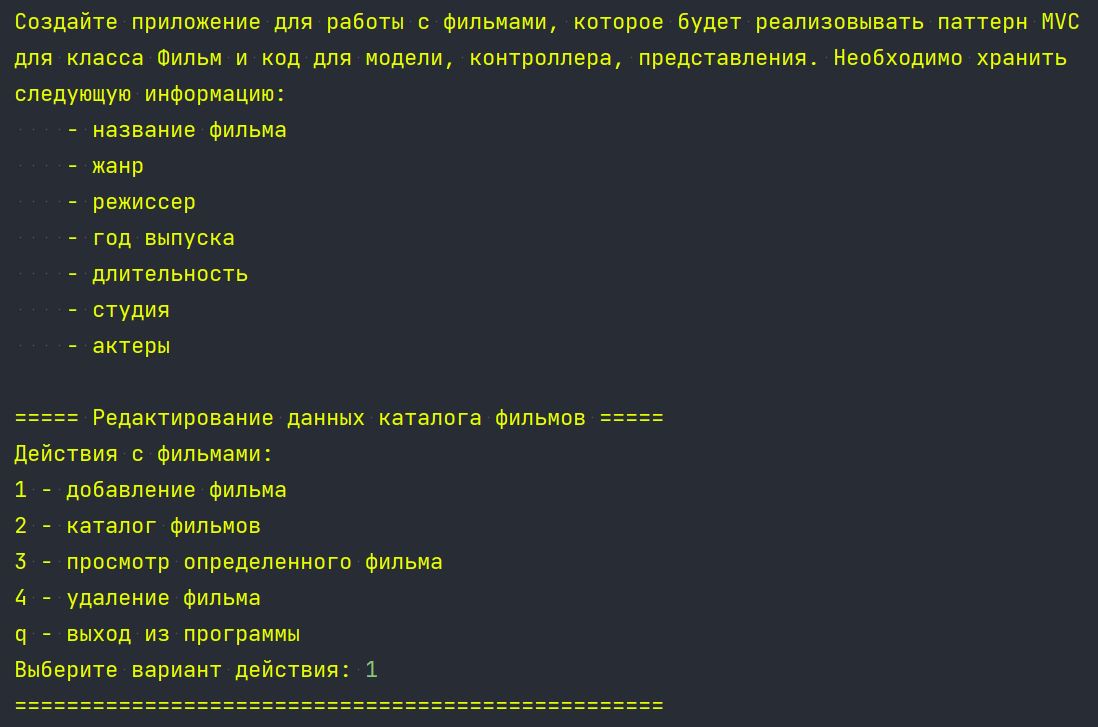 Создайте приложение для работы с фильмами, которое будет реализовывать паттерн MVC
для класса Фильм и код для модели, контроллера, представления. Необходимо хранить
следующую информацию:
    - название фильма
    - жанр
    - режиссер
    - год выпуска
    - длительность
    - студия
    - актеры

===== Редактирование данных каталога фильмов =====
Действия с фильмами:
1 - добавление фильма
2 - каталог фильмов
3 - просмотр определенного фильма
4 - удаление фильма
q - выход из программы
Выберите вариант действия: 1
==================================================